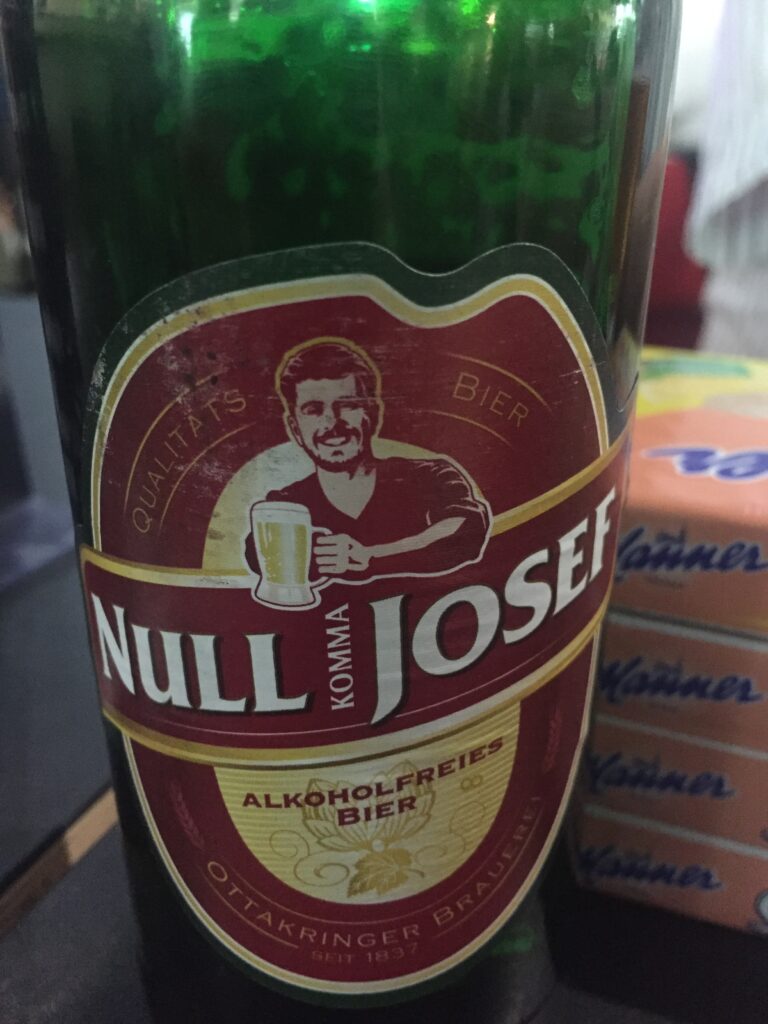 QUALITÄTS BIER
NULL KOMMA JOSEF
ALKOHOLFREIES
BIER
OTTAKRINGER BRAUEREI
SEIT 1837
Manner
Manner
Manner
Manner